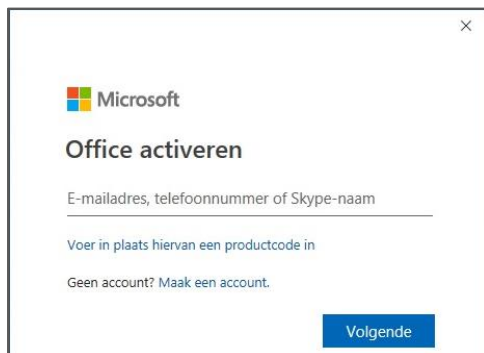 Microsoft
Office activeren
E-mailadres, telefoonnummer of Skype-naam
Voer in plaats hiervan een productcode in
Geen account? Maak een account.
Volgende